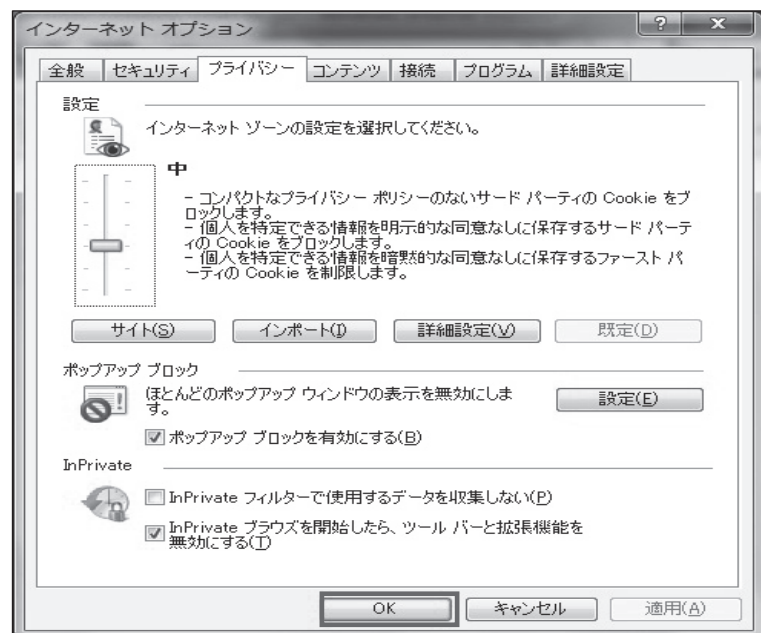 インターネット オプション
全般 セキュリティ プライバシー コンテンツ 接続 プログラム 詳細設定
設定
インターネット ゾーンの設定を選択してください。
中
- コンパクトなプライバシー ポリシーのないサード パーティの Cookie をブ
ロックします。
- 個人を特定できる情報を明示的な同意なしに保存するサード パーテ
ィの Cookie をブロックします。
- 個人を特定できる情報を暗黙的な同意なしに保存するファースト パ
ーティの Cookie を制限します。
サイト(S) インポート(I) 詳細設定(V) 既定(D)
ポップアップ ブロック
ほとんどのポップアップ ウィンドウの表示を無効にしま
す。
設定(E)
ポップアップ ブロックを有効にする(B)
InPrivate
InPrivate フィルターで使用するデータを収集しない(P)
InPrivate ブラウズを開始したら、ツール バーと拡張機能を
無効にする(T)
OK キャンセル 適用(A)